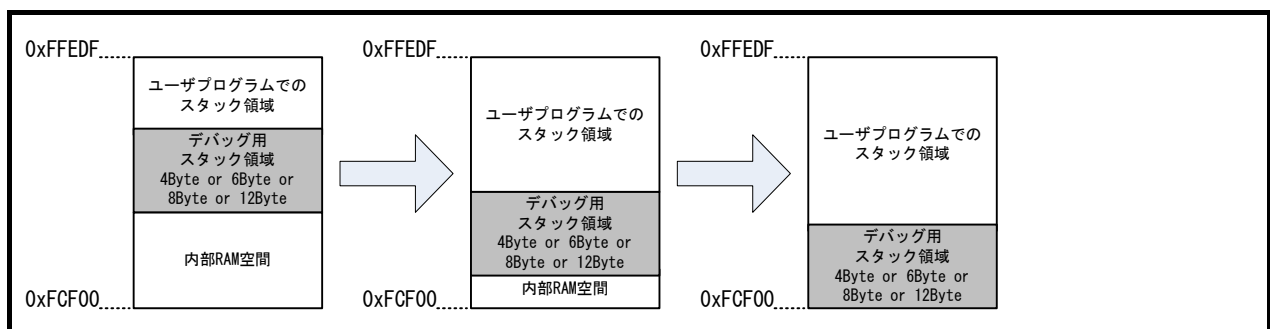 0xFFEDF
ユーザプログラムでの
スタック領域
デバッグ用
スタック領域
4Byte or 6Byte or
8Byte or 12Byte
内部RAM空間
0xFCF00
0xFFEDF
ユーザプログラムでの
スタック領域
デバッグ用
スタック領域
4Byte or 6Byte or
8Byte or 12Byte
内部RAM空間
0xFCF00
0xFFEDF
ユーザプログラムでの
スタック領域
デバッグ用
スタック領域
4Byte or 6Byte or
8Byte or 12Byte
0xFCF00